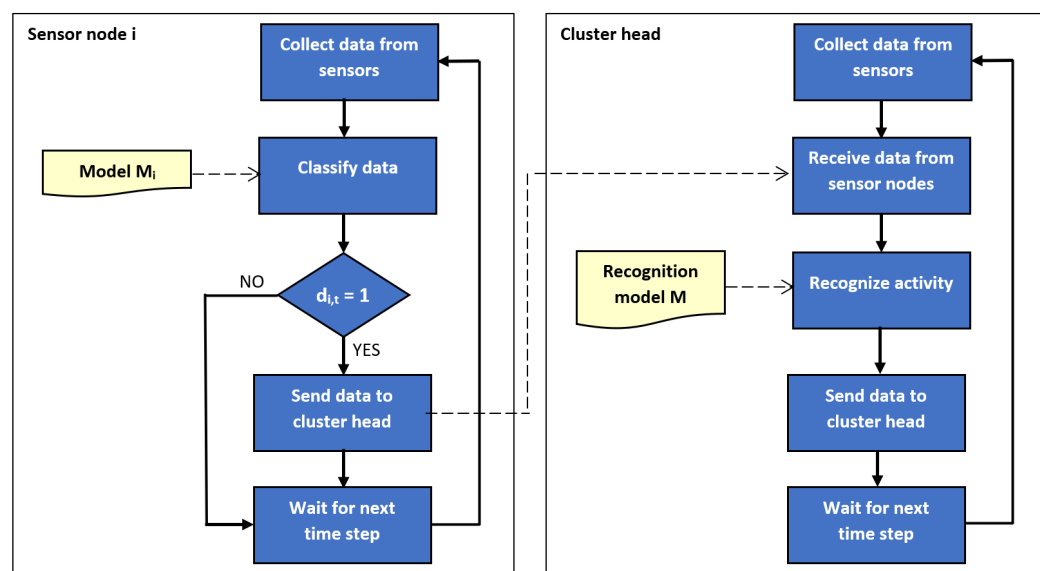 Sensor node i
Collect data from
sensors
Model Mᵢ
Classify data
NO
dᵢ,ₜ = 1
YES
Send data to
cluster head
Wait for next
time step
Cluster head
Collect data from
sensors
Receive data from
sensor nodes
Recognition
model M
Recognize activity
Send data to
cluster head
Wait for next
time step